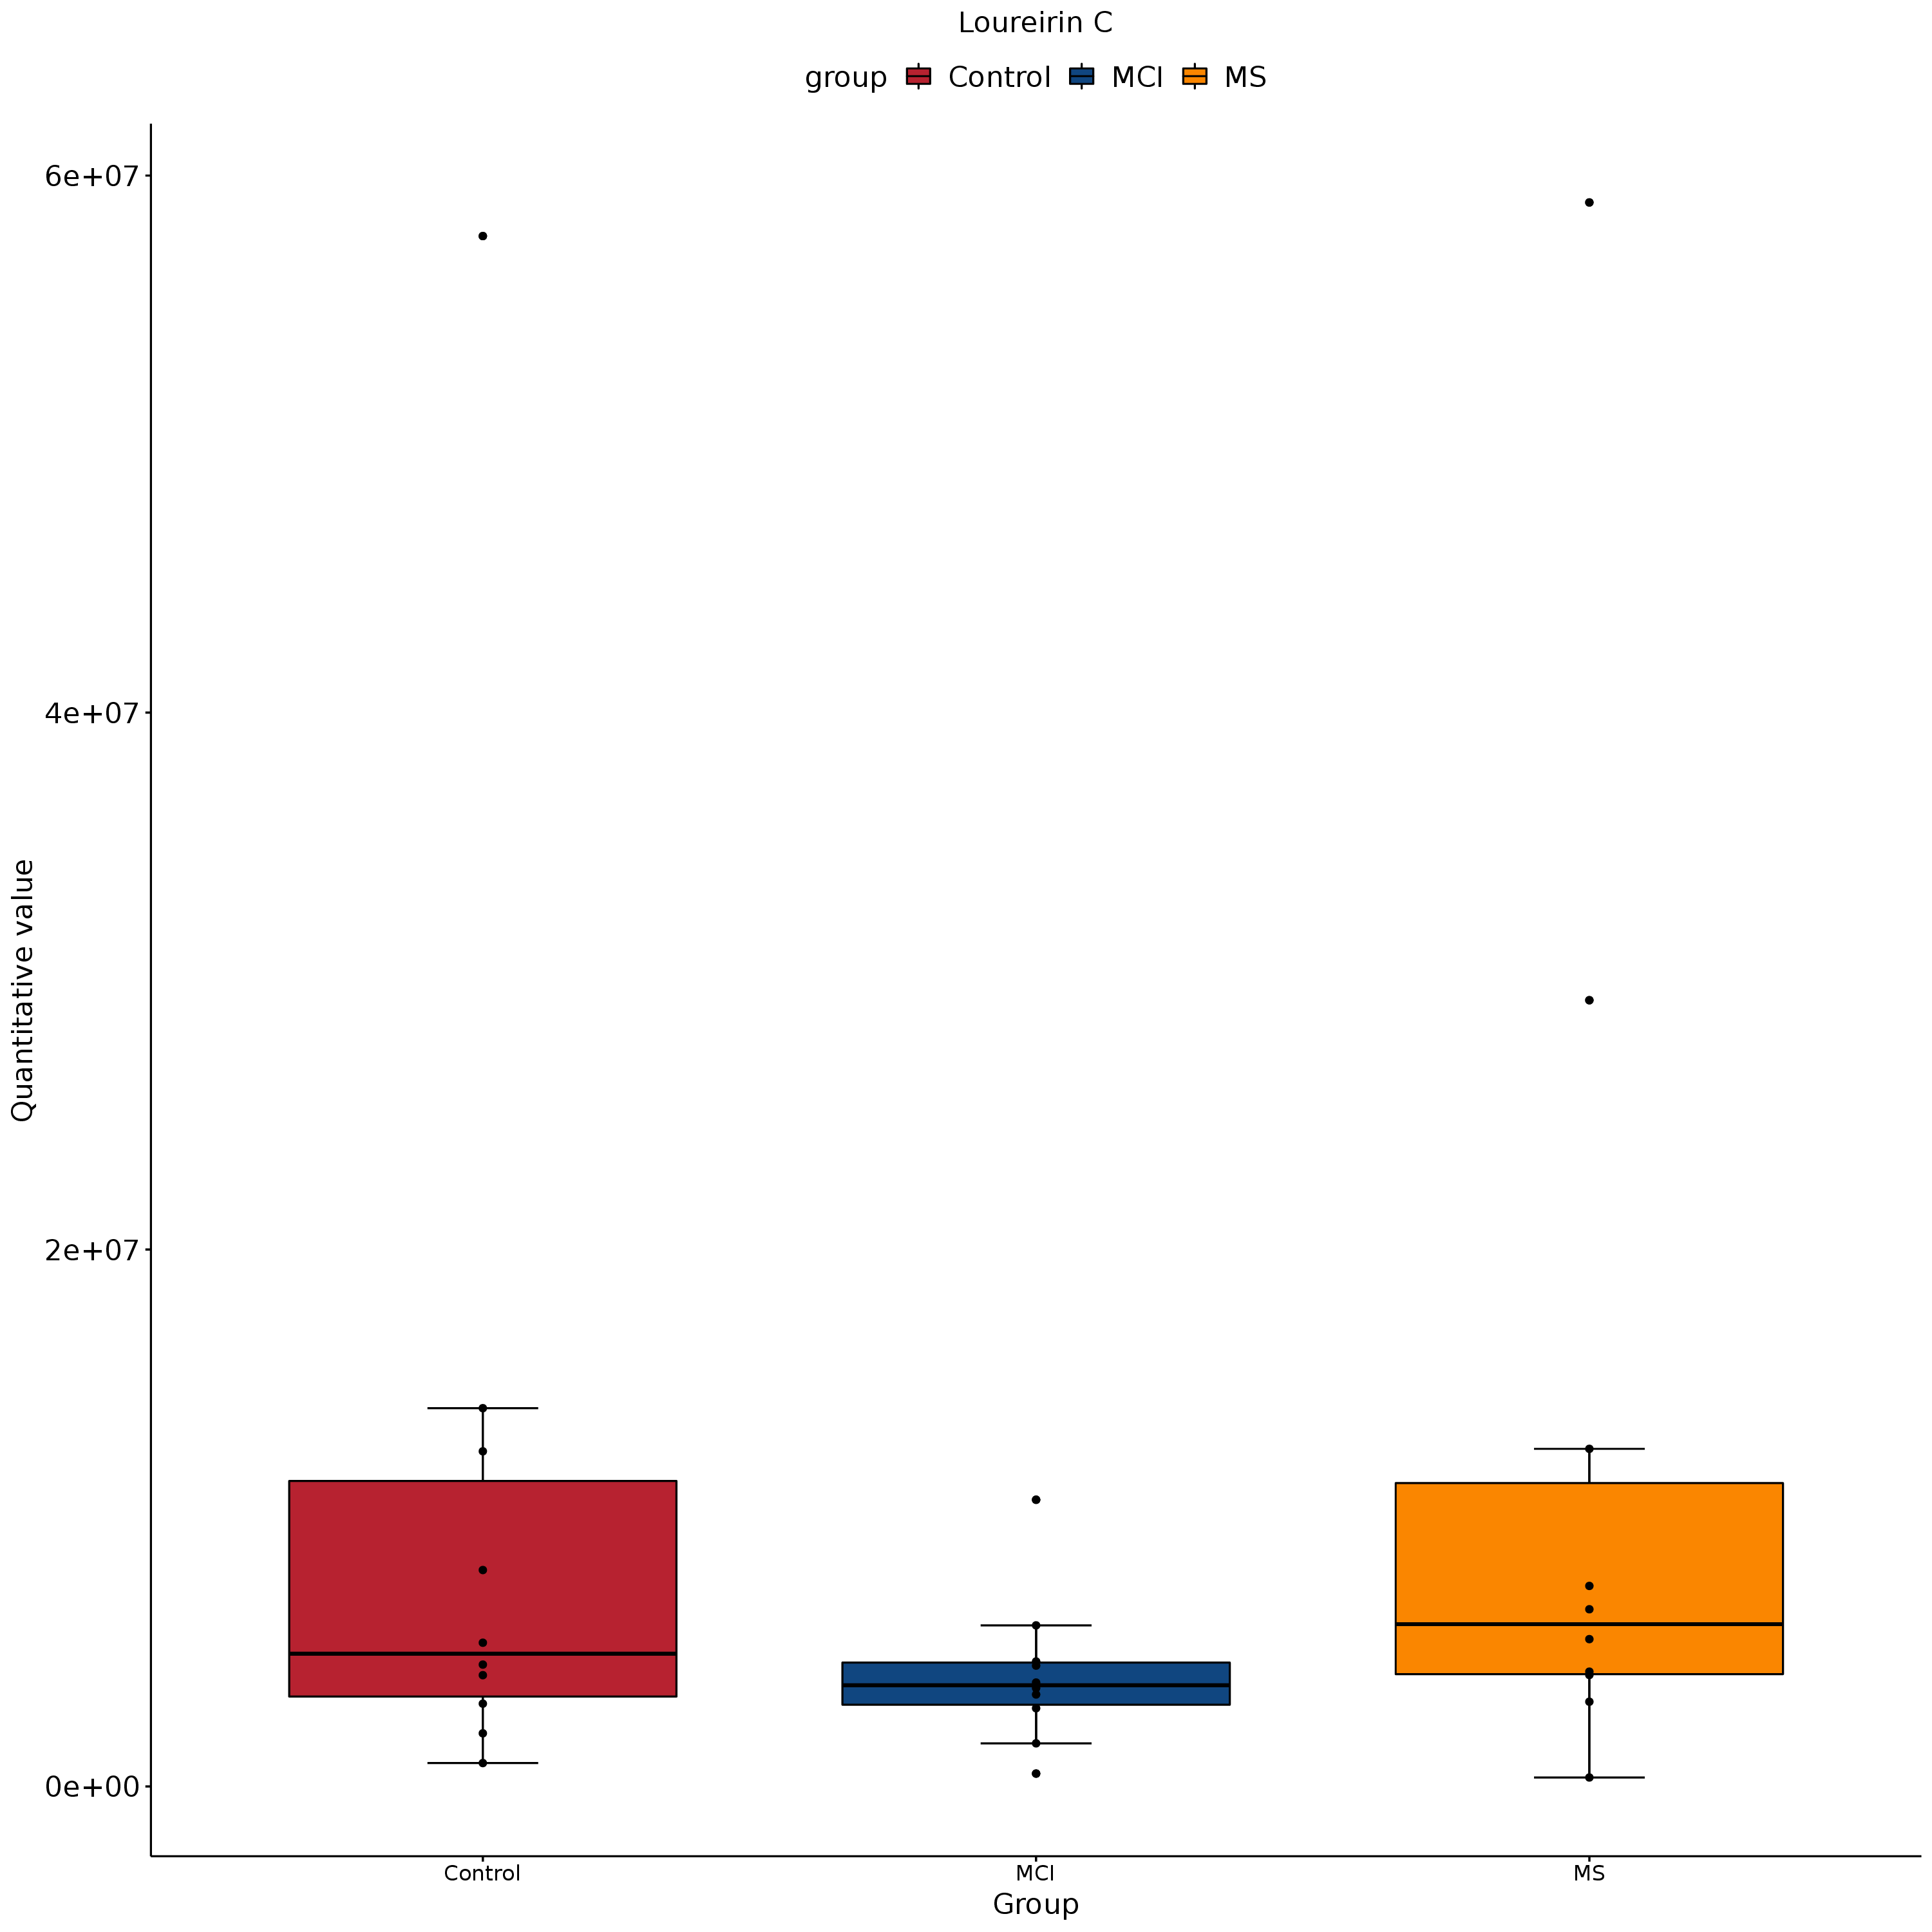 Loureirin C
group Control MCI MS
6e+07
4e+07
2e+07
0e+00
Quantitative value
Control MCI MS
Group